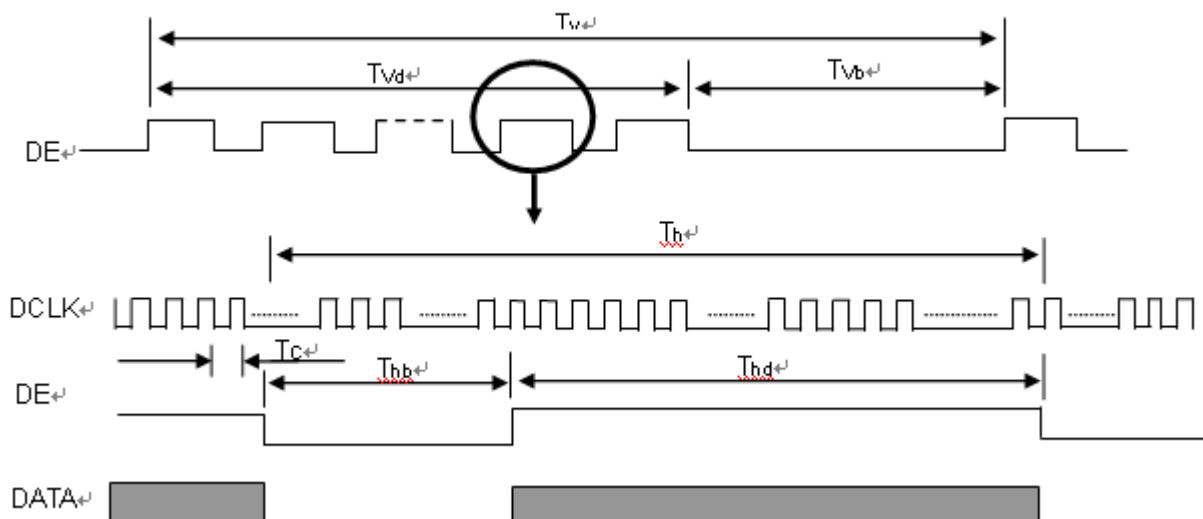 Tv↵
Tvd↵
Tvb↵
DE↵
Th↵
DCLK↵
Tc↵
Thb↵
Thd↵
DE↵
DATA↵